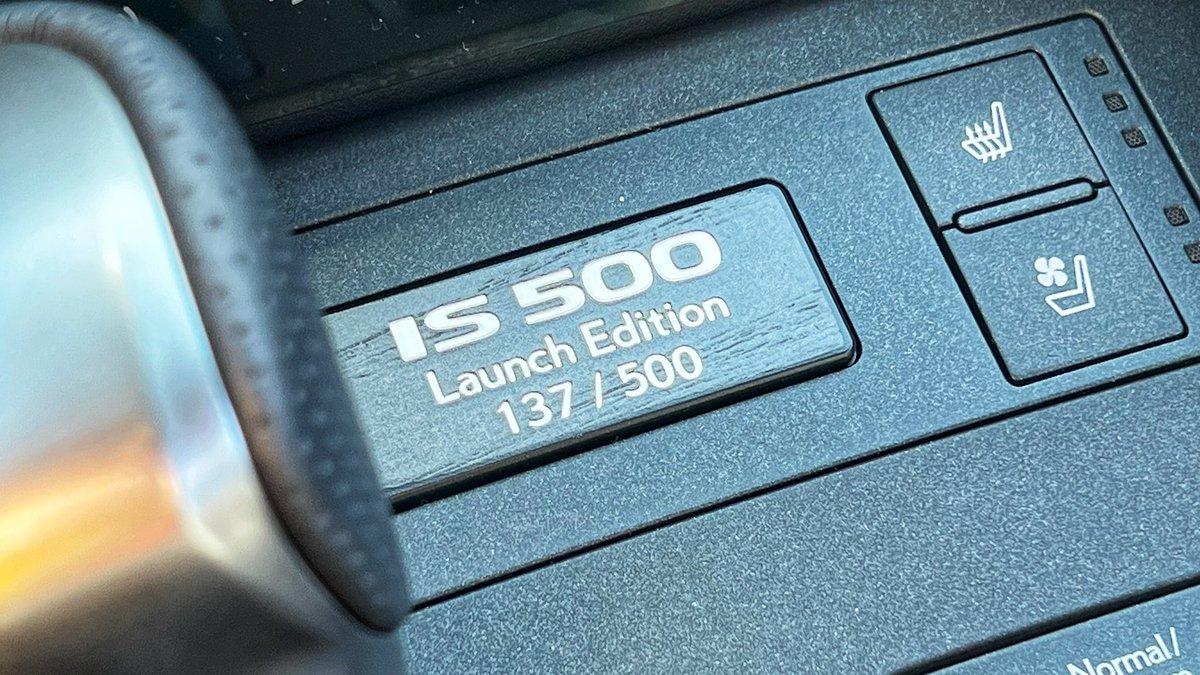 IS 500
Launch Edition
137 / 500
Normal/